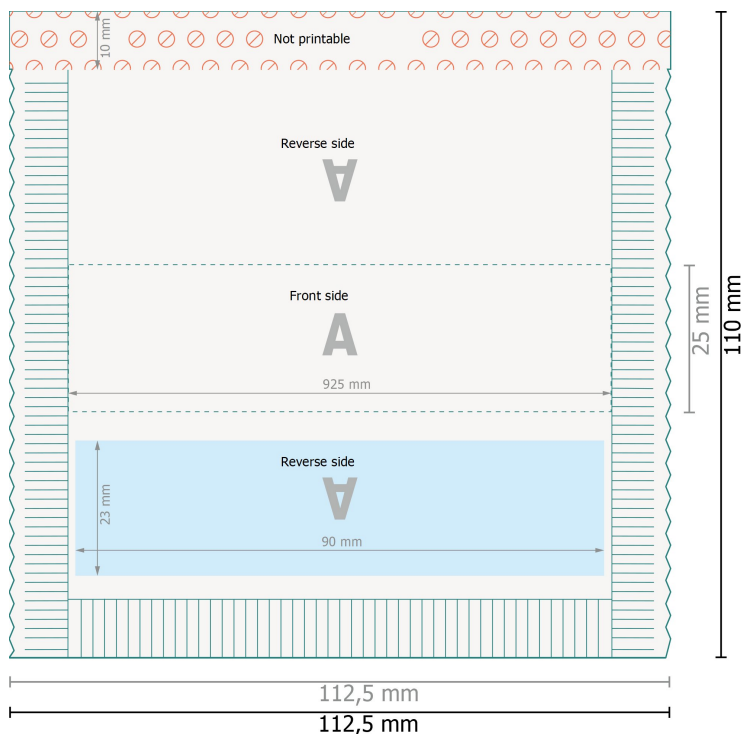 10 mm
Not printable
Reverse side
A
Front side
A
925 mm
25 mm
110 mm
Reverse side
A
23 mm
90 mm
112,5 mm
112,5 mm